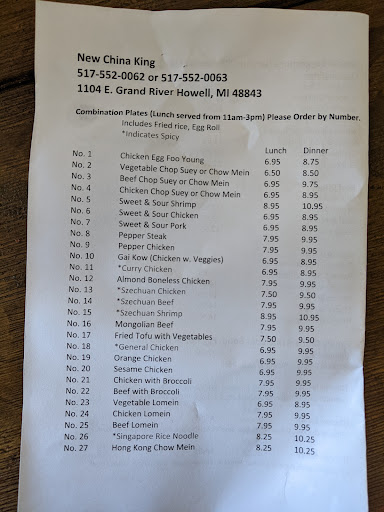 New China King
517-552-0062 or 517-552-0063
1104 E. Grand River Howell, MI 48843
Combination Plates (Lunch served from 11am-3pm) Please Order by Number.
Includes Fried rice, Egg Roll
*Indicates Spicy
Lunch Dinner
No. 1 Chicken Egg Foo Young 6.95 8.75
No. 2 Vegetable Chop Suey or Chow Mein 6.50 8.50
No. 3 Beef Chop Suey or Chow Mein 6.95 9.75
No. 4 Chicken Chop Suey or Chow Mein 6.95 8.95
No. 5 Sweet & Sour Shrimp 8.95 10.95
No. 6 Sweet & Sour Chicken 6.95 8.95
No. 7 Sweet & Sour Pork 6.95 8.95
No. 8 Pepper Steak 7.95 9.95
No. 9 Pepper Chicken 7.95 9.95
No. 10 Gai Kow (Chicken w. Veggies) 6.95 8.95
No. 11 *Curry Chicken 6.95 8.95
No. 12 Almond Boneless Chicken 7.95 9.95
No. 13 *Szechuan Chicken 7.50 9.50
No. 14 *Szechuan Beef 7.95 9.95
No. 15 *Szechuan Shrimp 8.95 10.95
No. 16 Mongolian Beef 7.95 9.95
No. 17 Fried Tofu with Vegetables 7.50 9.50
No. 18 *General Chicken 6.95 9.95
No. 19 Orange Chicken 6.95 9.95
No. 20 Sesame Chicken 6.95 9.95
No. 21 Chicken with Broccoli 7.95 9.95
No. 22 Beef with Broccoli 7.95 9.95
No. 23 Vegetable Lomein 6.95 8.95
No. 24 Chicken Lomein 7.95 9.95
No. 25 Beef Lomein 7.95 9.95
No. 26 *Singapore Rice Noodle 8.25 10.25
No. 27 Hong Kong Chow Mein 8.25 10.25